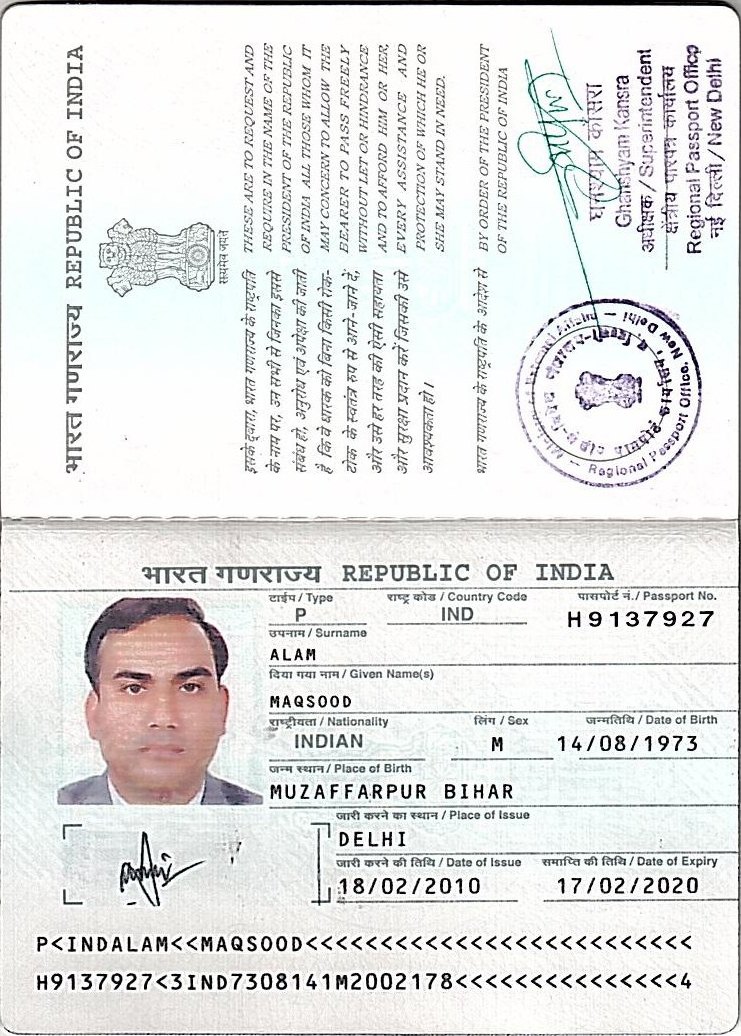 भारत गणराज्य REPUBLIC OF INDIA
सत्यमेव जयते
इसके द्वारा, भारत गणराज्य के राष्ट्रपति
के नाम पर, उन सभी से जिनका इससे
संबंध हो, अनुरोध एवं अपेक्षा की जाती
है कि वे धारक को बिना किसी रोक-
टोक के स्वतंत्र रूप से आने-जाने दें,
और उसे हर तरह की ऐसी सहायता
और सुरक्षा प्रदान करें जिसकी उसे
आवश्यकता हो।
THESE ARE TO REQUEST AND
REQUIRE IN THE NAME OF THE
PRESIDENT OF THE REPUBLIC
OF INDIA ALL THOSE WHOM IT
MAY CONCERN TO ALLOW THE
BEARER TO PASS FREELY
WITHOUT LET OR HINDRANCE
AND TO AFFORD HIM OR HER,
EVERY ASSISTANCE AND
PROTECTION OF WHICH HE OR
SHE MAY STAND IN NEED.
भारत गणराज्य के राष्ट्रपति के आदेश से
BY ORDER OF THE PRESIDENT
OF THE REPUBLIC OF INDIA
Regional Passport Office, New Delhi
घनश्याम कांसरा
Ghanshyam Kansra
अधीक्षक / Superintendent
क्षेत्रीय पारपत्र कार्यालय
Regional Passport Office
नई दिल्ली / New Delhi
भारत गणराज्य REPUBLIC OF INDIA
टाईप / Type राष्ट्र कोड / Country Code पासपोर्ट नं. / Passport No.
P IND H9137927
उपनाम / Surname
ALAM
दिया गया नाम / Given Name(s)
MAQSOOD
राष्ट्रीयता / Nationality लिंग / Sex जन्मतिथि / Date of Birth
INDIAN M 14/08/1973
जन्म स्थान / Place of Birth
MUZAFFARPUR BIHAR
जारी करने का स्थान / Place of Issue
DELHI
जारी करने की तिथि / Date of Issue समाप्ति की तिथि / Date of Expiry
18/02/2010 17/02/2020
P<INDALAM<<MAQSOOD<<<<<<<<<<<<<<<<<<<<<<<<<<
H9137927<3IND7308141M2002178<<<<<<<<<<<<<<<4